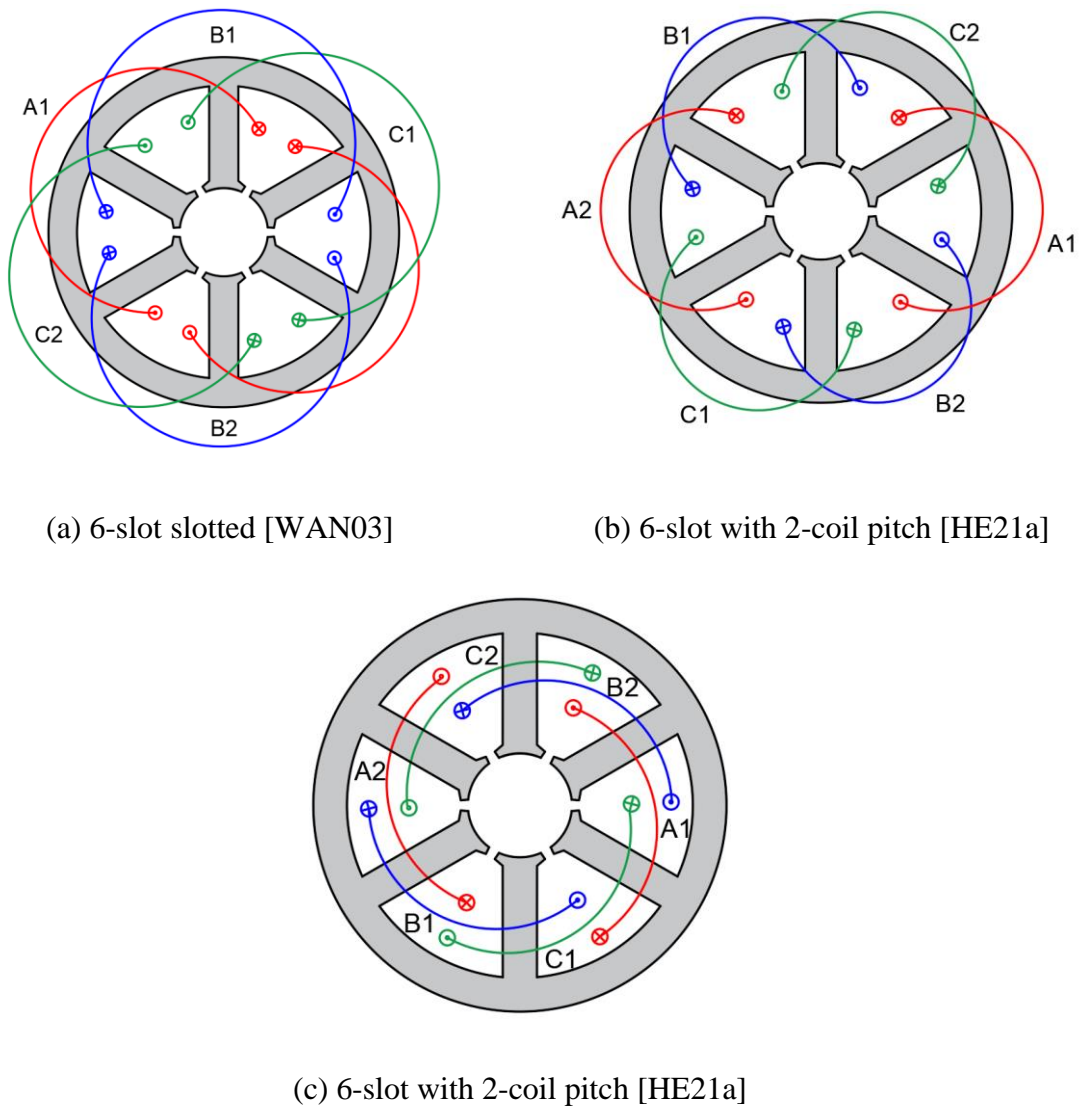 B1
A1
C1
C2
B2
B1
C2
A2
A1
C1
B2
(a) 6-slot slotted [WAN03]
(b) 6-slot with 2-coil pitch [HE21a]
C2
B2
A2
A1
B1
C1
(c) 6-slot with 2-coil pitch [HE21a]